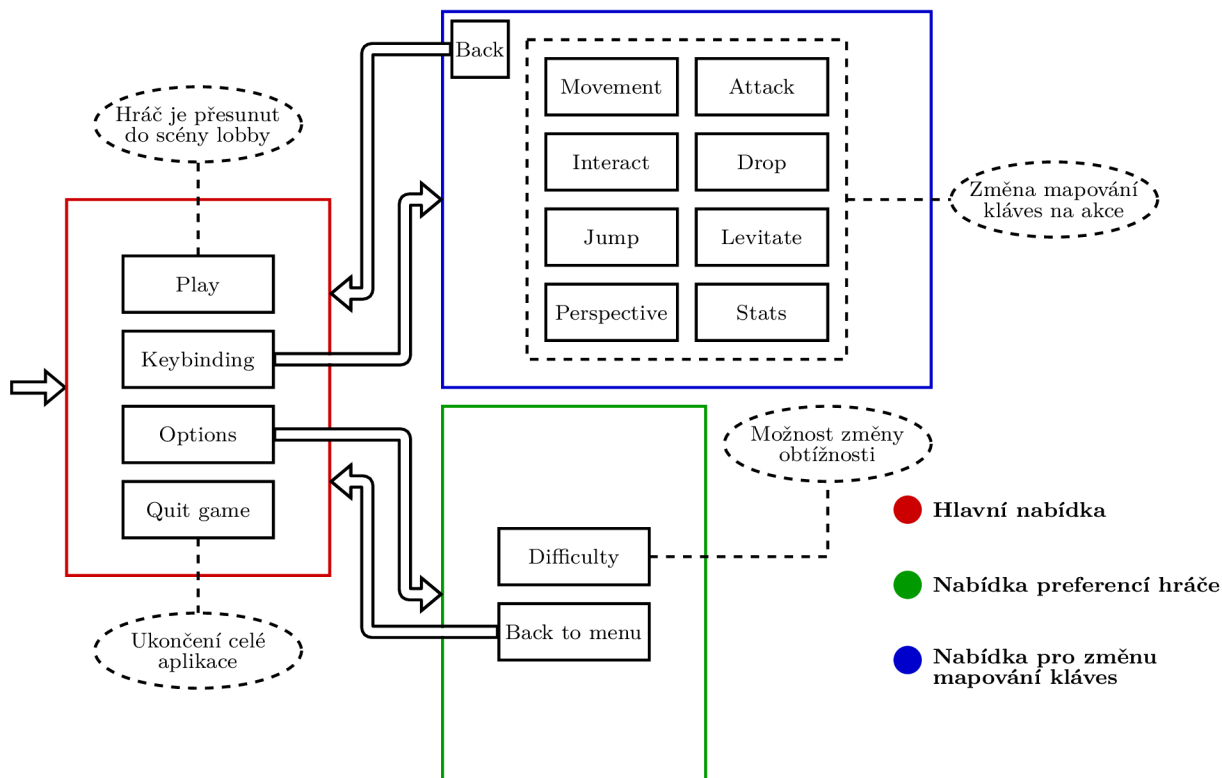 Back
Movement
Attack
Interact
Drop
Jump
Levitate
Perspective
Stats
Změna mapování
kláves na akce
Hráč je přesunut
do scény lobby
Play
Keybinding
Options
Quit game
Ukončení celé
aplikace
Možnost změny
obtížnosti
Difficulty
Back to menu
Hlavní nabídka
Nabídka preferencí hráče
Nabídka pro změnu
mapování kláves